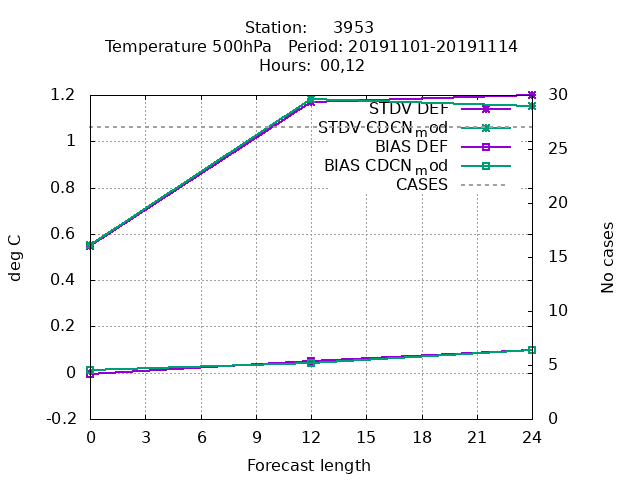 Station: 3953
Temperature 500hPa Period: 20191101-20191114
Hours: 00,12
1.2
1
0.8
0.6
0.4
0.2
0
-0.2
30
25
20
15
10
5
0
STDV DEF
STDV CDCNmod
BIAS DEF
BIAS CDCNmod
CASES
deg C
No cases
0 3 6 9 12 15 18 21 24
Forecast length